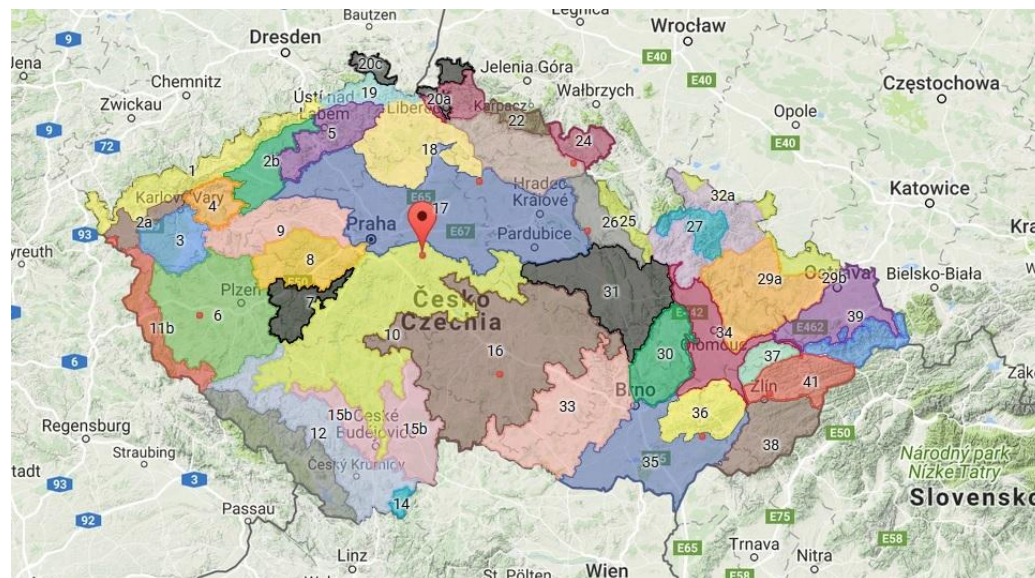 Bautzen
Legnica
Wrocław
9
Dresden
E40
Jena
Chemnitz
20c
Jelenia Góra
E40
Częstochowa
Zwickau
Ústí nad
Labem
19
Liberec
20a
Karpacz
Wałbrzych
E40
Opole
9
72
5
22
24
1
2b
18
Katowice
Karlovy Vary
4
Hradec
Králové
32a
2a
E65
17
26
25
27
93
3
9
Praha
E67
Pardubice
8
E50
29a
Ostrava
29b
Bielsko-Biała
Plzeň
7
Česko
Czechia
31
E442
E462
39
11b
6
10
34
Olomouc
16
30
37
6
Brno
Zlín
41
Regensburg
15b
České
Budějovice
15b
33
36
E50
Straubing
12
38
Národný park
Nízke Tatry
Český Krumlov
35
93
3
14
Slovensko
92
Passau
E75
E58
Linz
E65
Trnava
Nitra
St. Pölten
Wien
E58